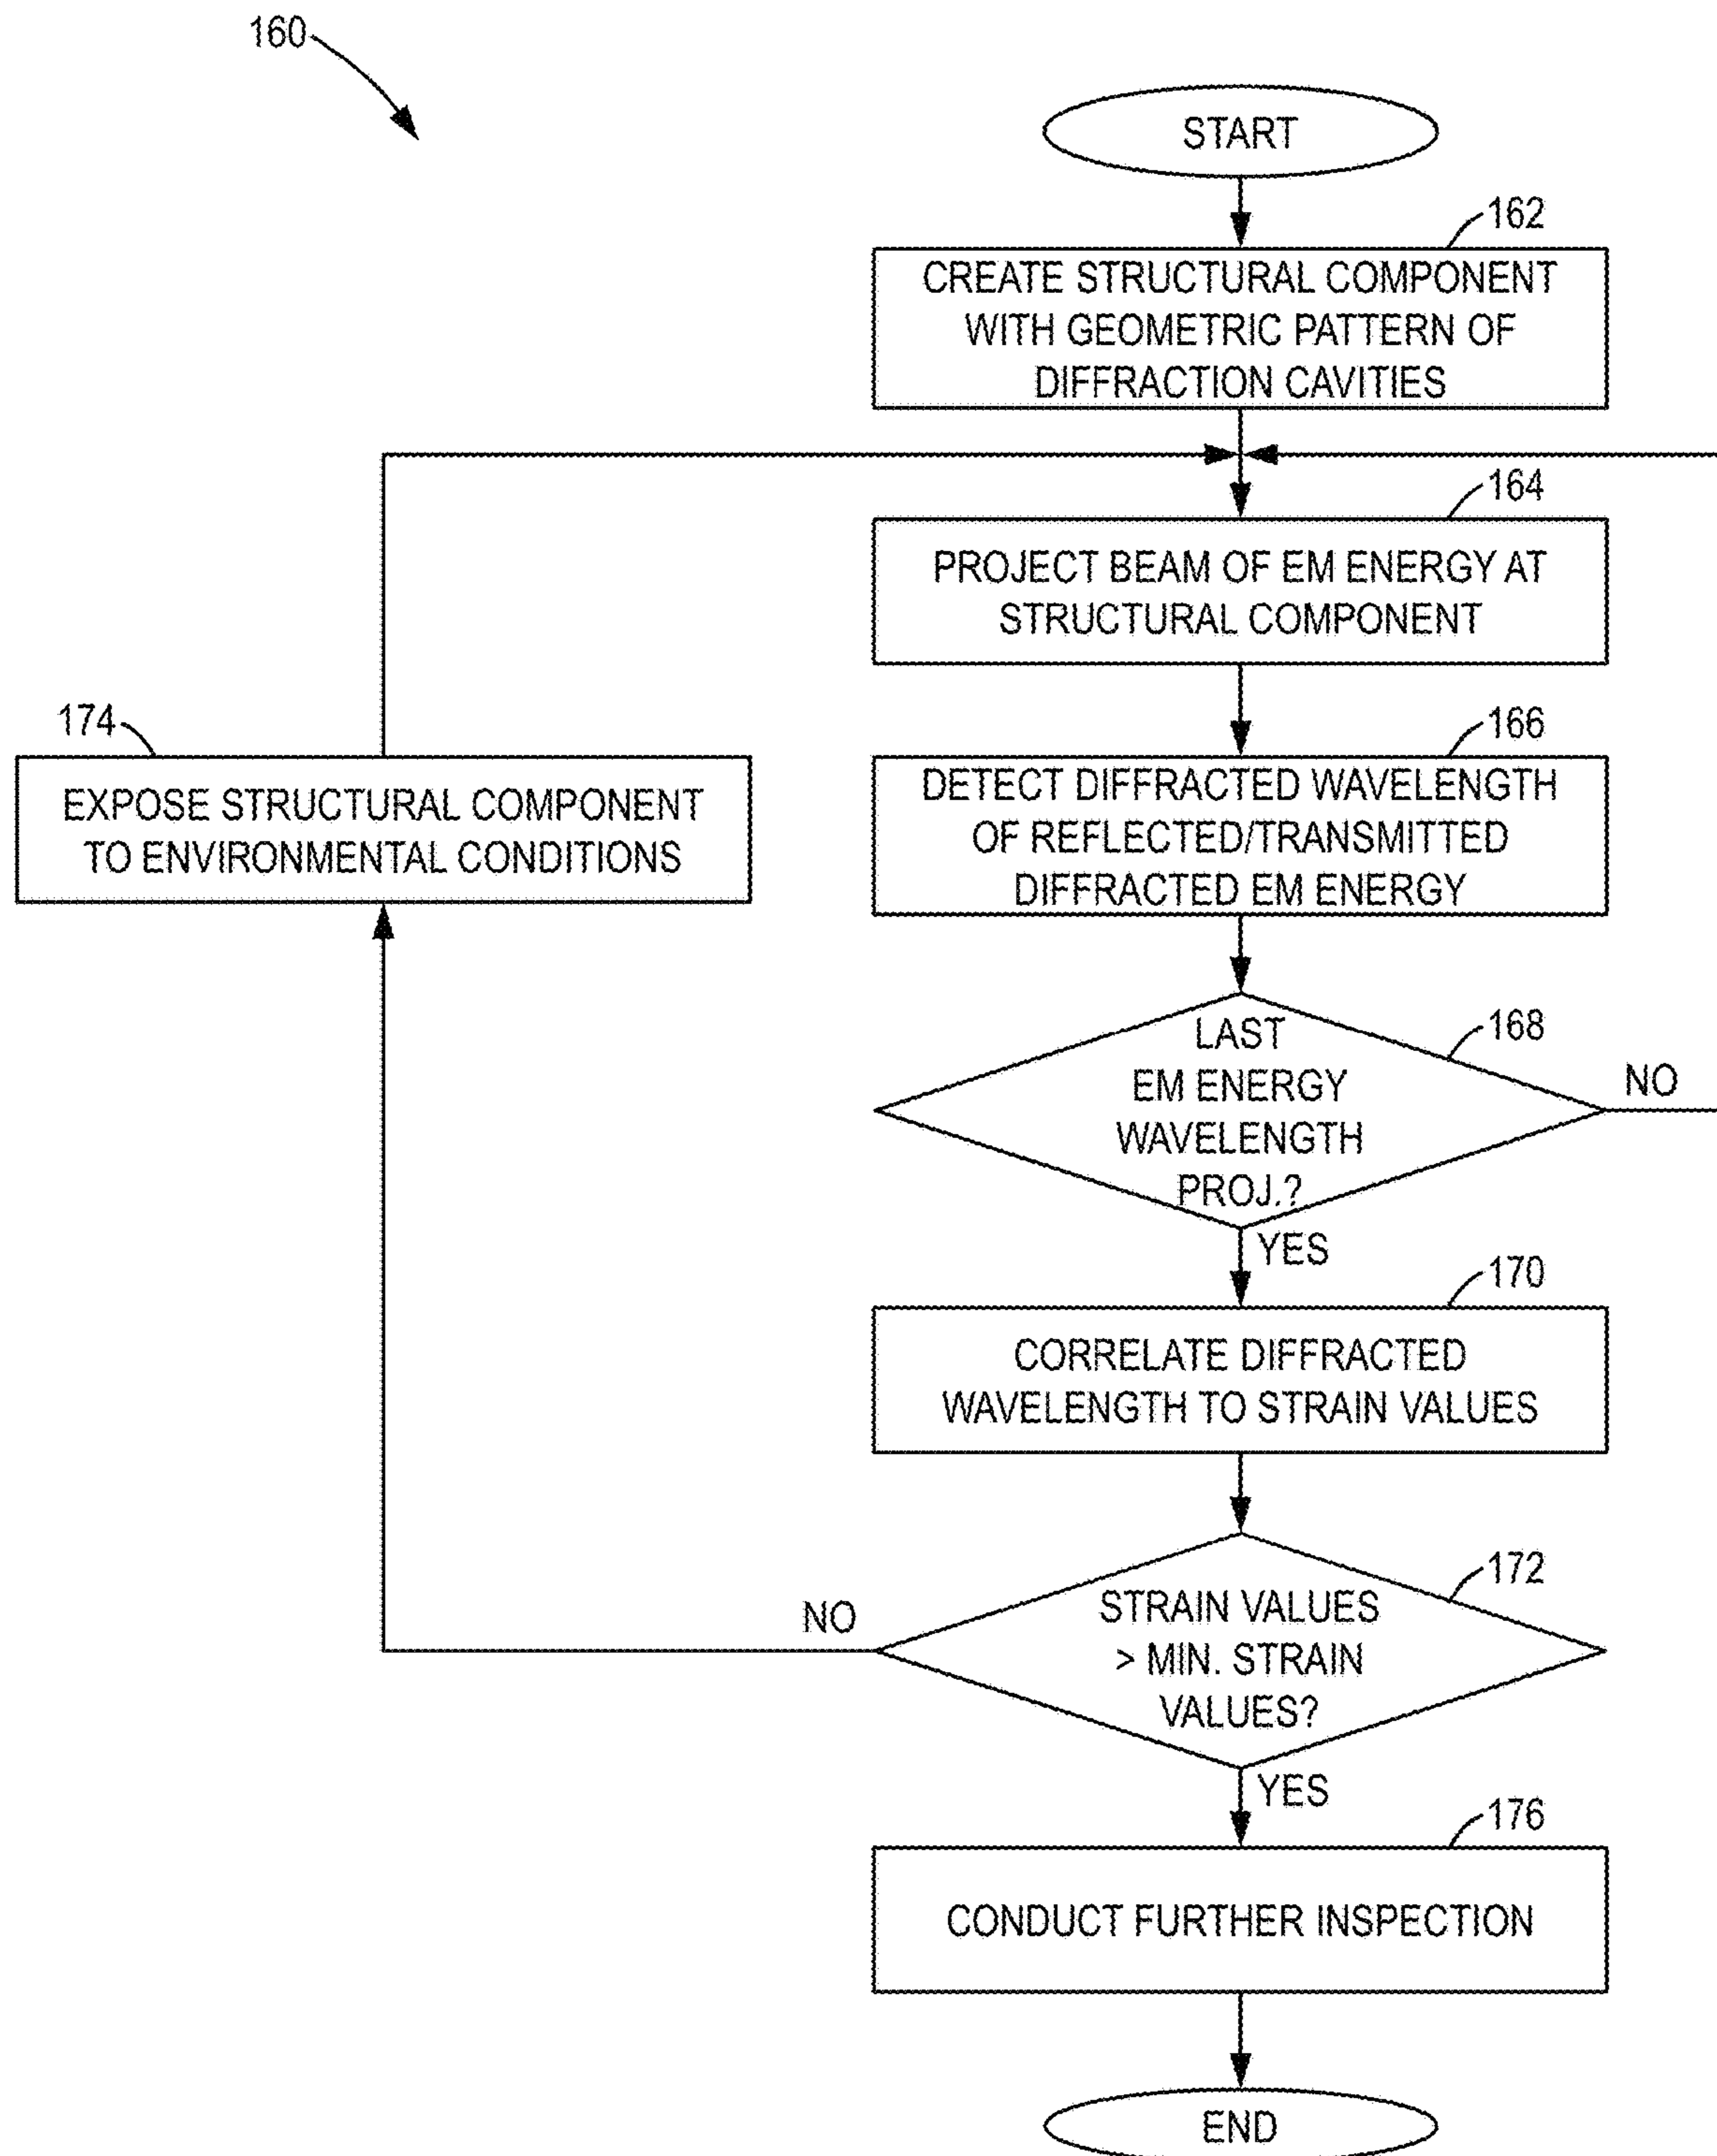 160
START
162
CREATE STRUCTURAL COMPONENT
WITH GEOMETRIC PATTERN OF
DIFFRACTION CAVITIES
164
PROJECT BEAM OF EM ENERGY AT
STRUCTURAL COMPONENT
174
EXPOSE STRUCTURAL COMPONENT
TO ENVIRONMENTAL CONDITIONS
166
DETECT DIFFRACTED WAVELENGTH
OF REFLECTED/TRANSMITTED
DIFFRACTED EM ENERGY
168
LAST
EM ENERGY
WAVELENGTH
PROJ.?
NO
YES
170
CORRELATE DIFFRACTED
WAVELENGTH TO STRAIN VALUES
172
STRAIN VALUES
> MIN. STRAIN
VALUES?
NO
YES
176
CONDUCT FURTHER INSPECTION
END